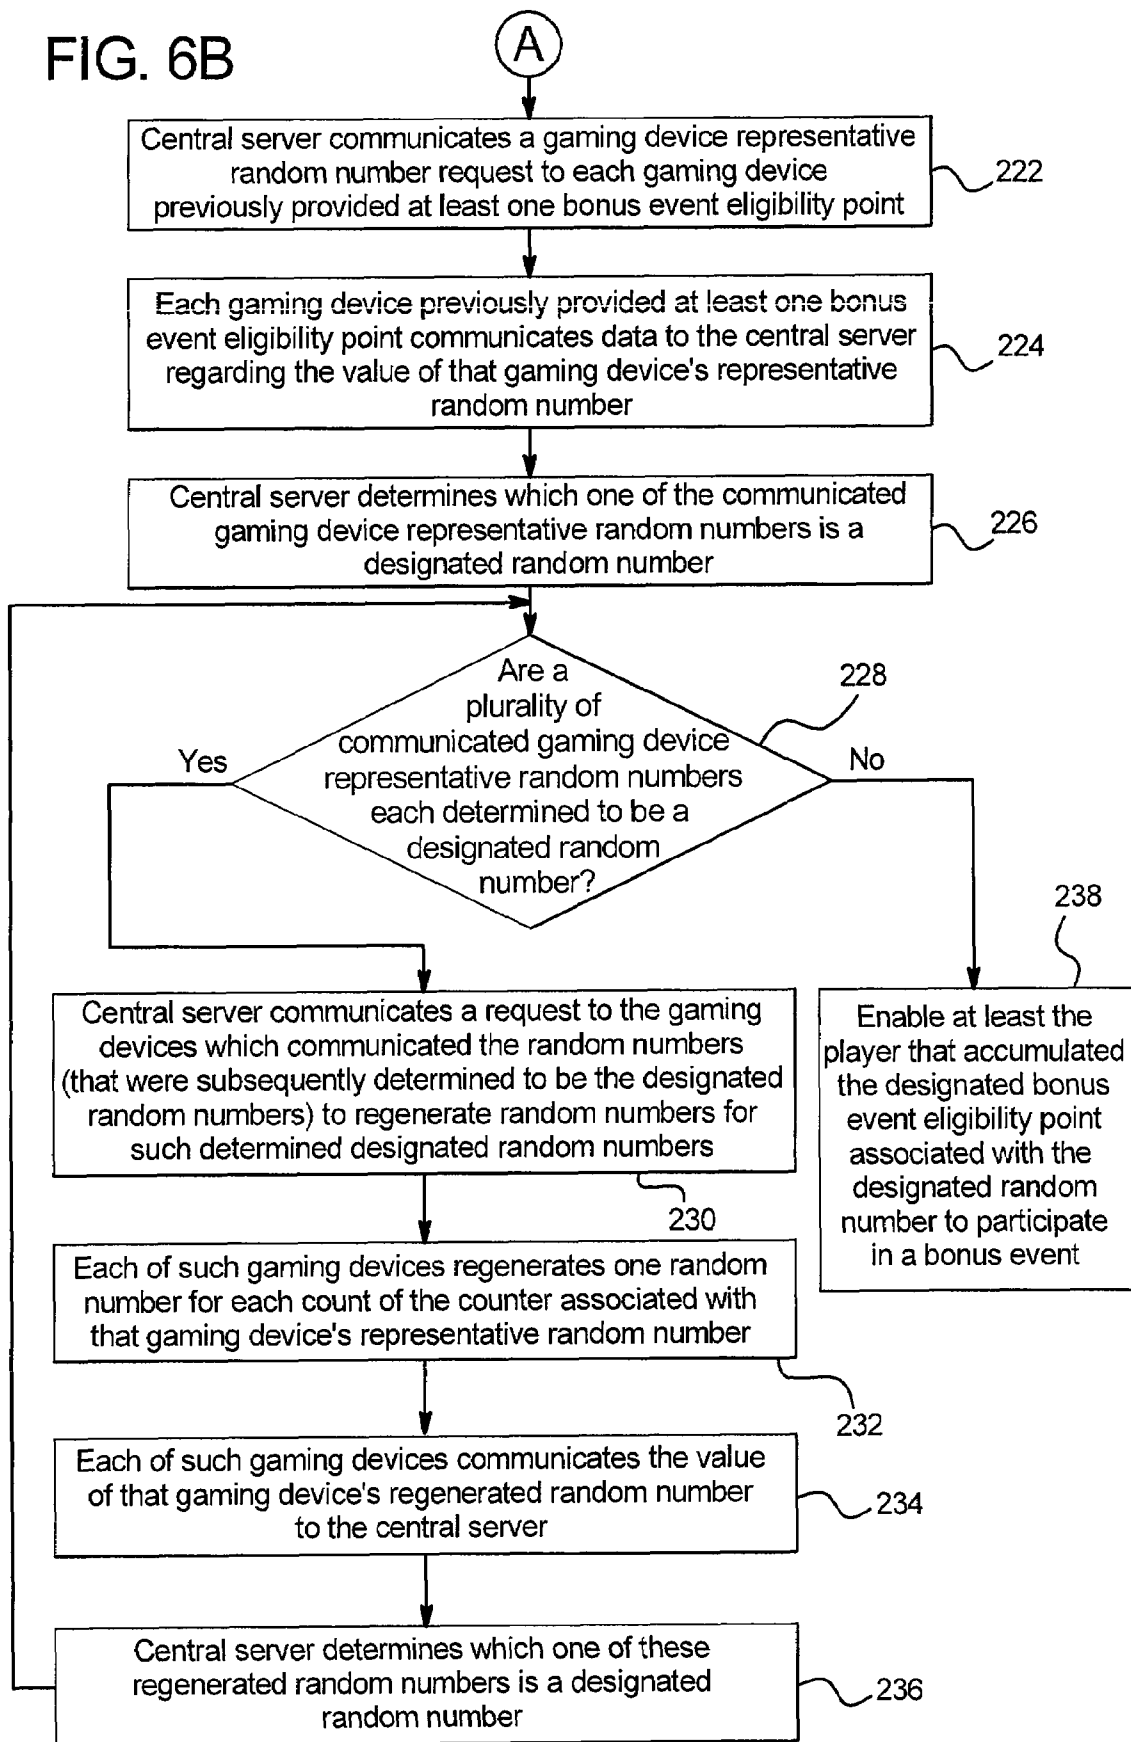 FIG. 6B
A
Central server communicates a gaming device representative
random number request to each gaming device
previously provided at least one bonus event eligibility point
222
Each gaming device previously provided at least one bonus
event eligibility point communicates data to the central server
regarding the value of that gaming device's representative
random number
224
Central server determines which one of the communicated
gaming device representative random numbers is a
designated random number
226
Are a
plurality of
communicated gaming device
representative random numbers
each determined to be a
designated random
number?
228
Yes
No
238
Central server communicates a request to the gaming
devices which communicated the random numbers
(that were subsequently determined to be the designated
random numbers) to regenerate random numbers for
such determined designated random numbers
230
Enable at least the
player that accumulated
the designated bonus
event eligibility point
associated with the
designated random
number to participate
in a bonus event
Each of such gaming devices regenerates one random
number for each count of the counter associated with
that gaming device's representative random number
232
Each of such gaming devices communicates the value
of that gaming device's regenerated random number
to the central server
234
Central server determines which one of these
regenerated random numbers is a designated
random number
236